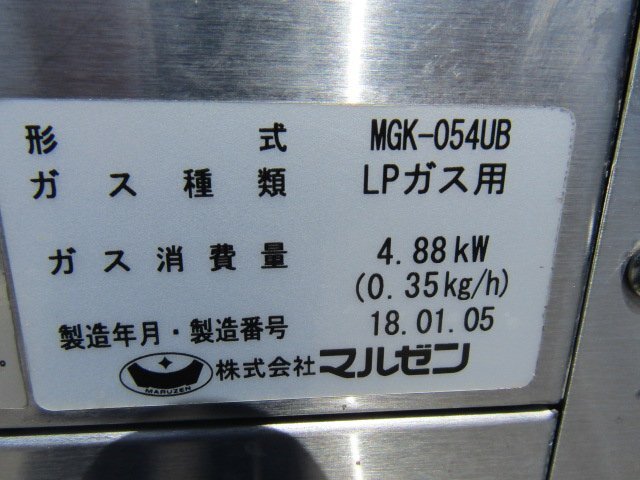 形式 MGK-054UB
ガス種類 LPガス用
ガス消費量 4.88kW
(0.35kg/h)
製造年月・製造番号 18.01.05
MARUZEN 株式会社 マルゼン